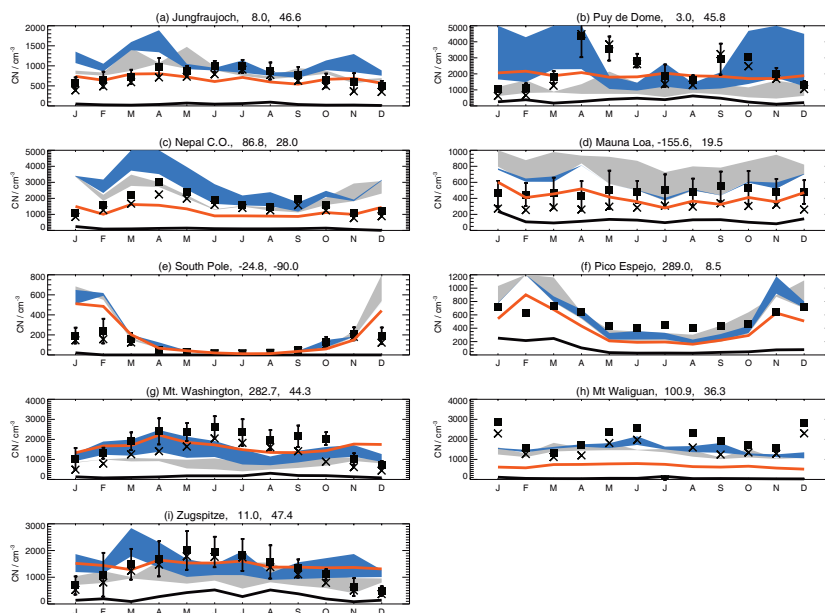 (a) Jungfraujoch, 8.0, 46.6
CN / cm⁻³
2000
1500
1000
500
0
J F M A M J J A S O N D
(b) Puy de Dome, 3.0, 45.8
CN / cm⁻³
5000
4000
3000
2000
1000
0
J F M A M J J A S O N D
(c) Nepal C.O., 86.8, 28.0
CN / cm⁻³
5000
4000
3000
2000
1000
0
J F M A M J J A S O N D
(d) Mauna Loa, -155.6, 19.5
CN / cm⁻³
1000
800
600
400
200
0
J F M A M J J A S O N D
(e) South Pole, -24.8, -90.0
CN / cm⁻³
800
600
400
200
0
J F M A M J J A S O N D
(f) Pico Espejo, 289.0, 8.5
CN / cm⁻³
1200
1000
800
600
400
200
0
J F M A M J J A S O N D
(g) Mt. Washington, 282.7, 44.3
CN / cm⁻³
4000
3000
2000
1000
0
J F M A M J J A S O N D
(h) Mt Waliguan, 100.9, 36.3
CN / cm⁻³
4000
3000
2000
1000
0
J F M A M J J A S O N D
(i) Zugspitze, 11.0, 47.4
CN / cm⁻³
3000
2000
1000
0
J F M A M J J A S O N D